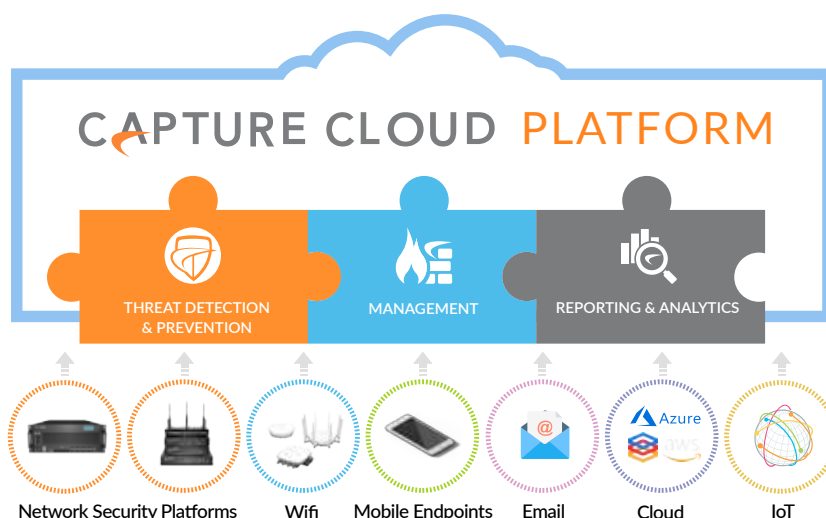 CAPTURE CLOUD PLATFORM
THREAT DETECTION
& PREVENTION
MANAGEMENT
REPORTING & ANALYTICS
@
Azure
aws
Network Security Platforms
Wifi
Mobile Endpoints
Email
Cloud
IoT